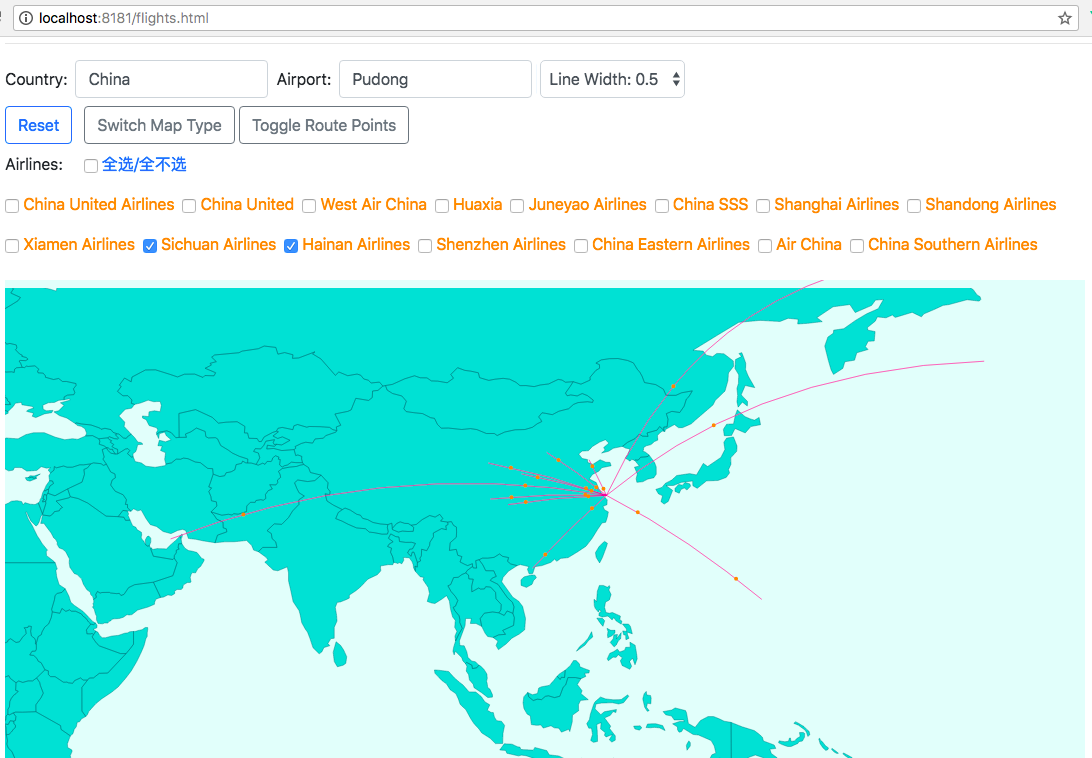 localhost:8181/flights.html
Country: China Airport: Pudong Line Width: 0.5
Reset Switch Map Type Toggle Route Points
Airlines: 全选/全不选
China United Airlines China United West Air China Huaxia Juneyao Airlines China SSS Shanghai Airlines Shandong Airlines
Xiamen Airlines Sichuan Airlines Hainan Airlines Shenzhen Airlines China Eastern Airlines Air China China Southern Airlines